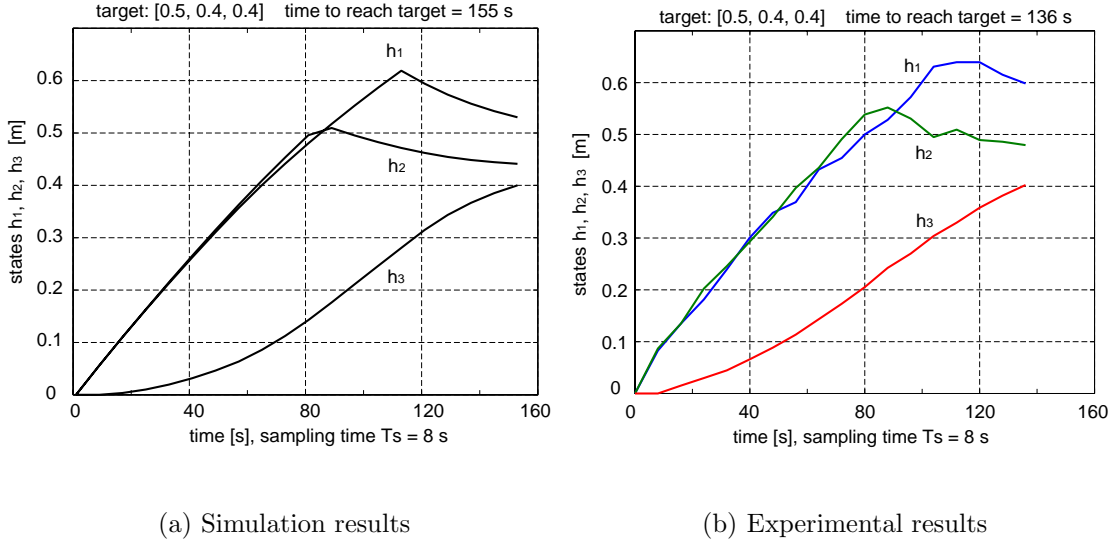 target: [0.5, 0.4, 0.4] time to reach target = 155 s
states h1, h2, h3 [m]
0.6
0.5
0.4
0.3
0.2
0.1
0
h1
h2
h3
0 40 80 120 160
time [s], sampling time Ts = 8 s
(a) Simulation results
target: [0.5, 0.4, 0.4] time to reach target = 136 s
states h1, h2, h3 [m]
0.6
0.5
0.4
0.3
0.2
0.1
0
h1
h2
h3
0 40 80 120 160
time [s], sampling time Ts = 8 s
(b) Experimental results